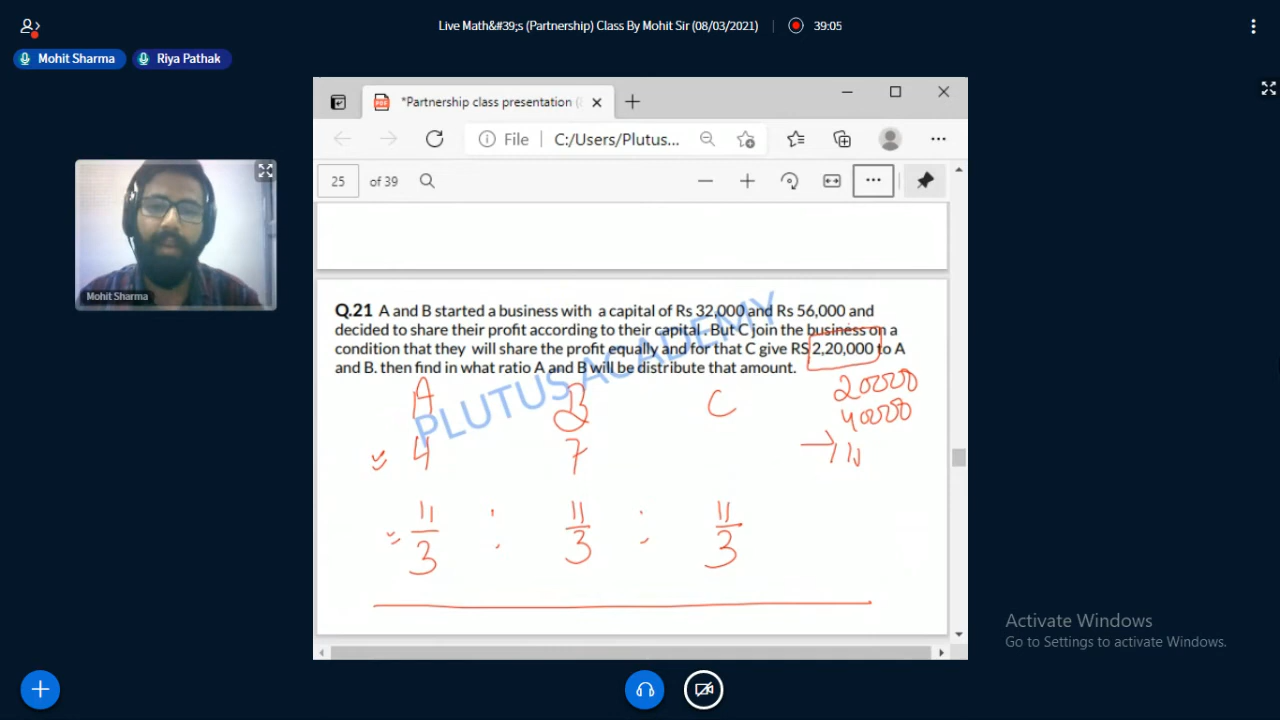 Live Math&#39;s (Partnership) Class By Mohit Sir (08/03/2021)
39:05
Mohit Sharma
Riya Pathak
*Partnership class presentation (
File
C:/Users/Plutus...
25
of 39
Mohit Sharma
Q.21 A and B started a business with a capital of Rs 32,000 and Rs 56,000 and
decided to share their profit according to their capital . But C join the business on a
condition that they will share the profit equally and for that C give RS 2,20,000 to A
and B. then find in what ratio A and B will be distribute that amount.
PLUTUS ACADEMY
A B C
200000
400000
4 7
11/3 : 11/3 : 11/3
Activate Windows
Go to Settings to activate Windows.